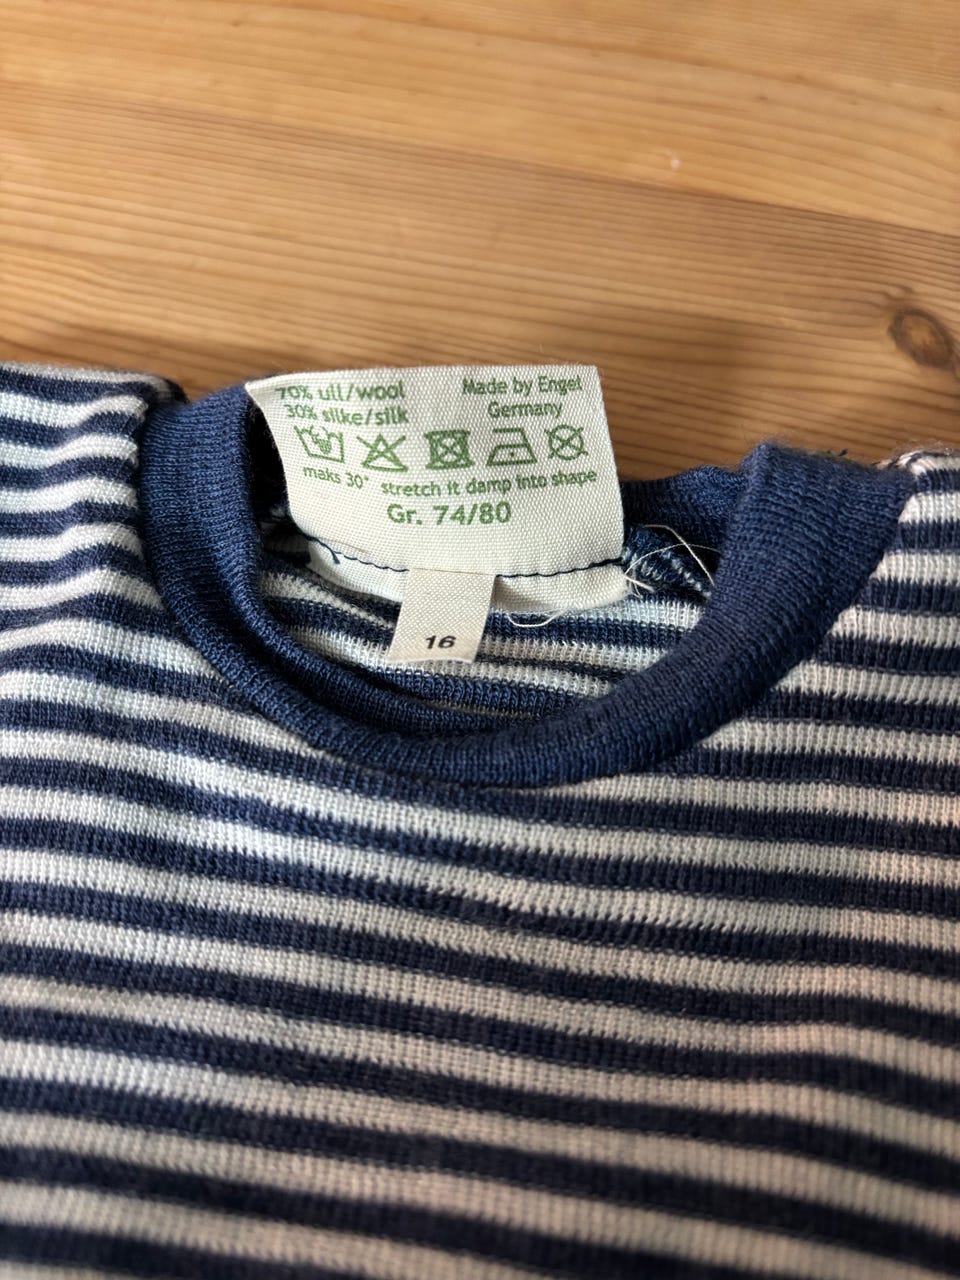 70% ull/wool
30% silke/silk
Made by Engel
Germany
maks 30° stretch it damp into shape
Gr. 74/80
16